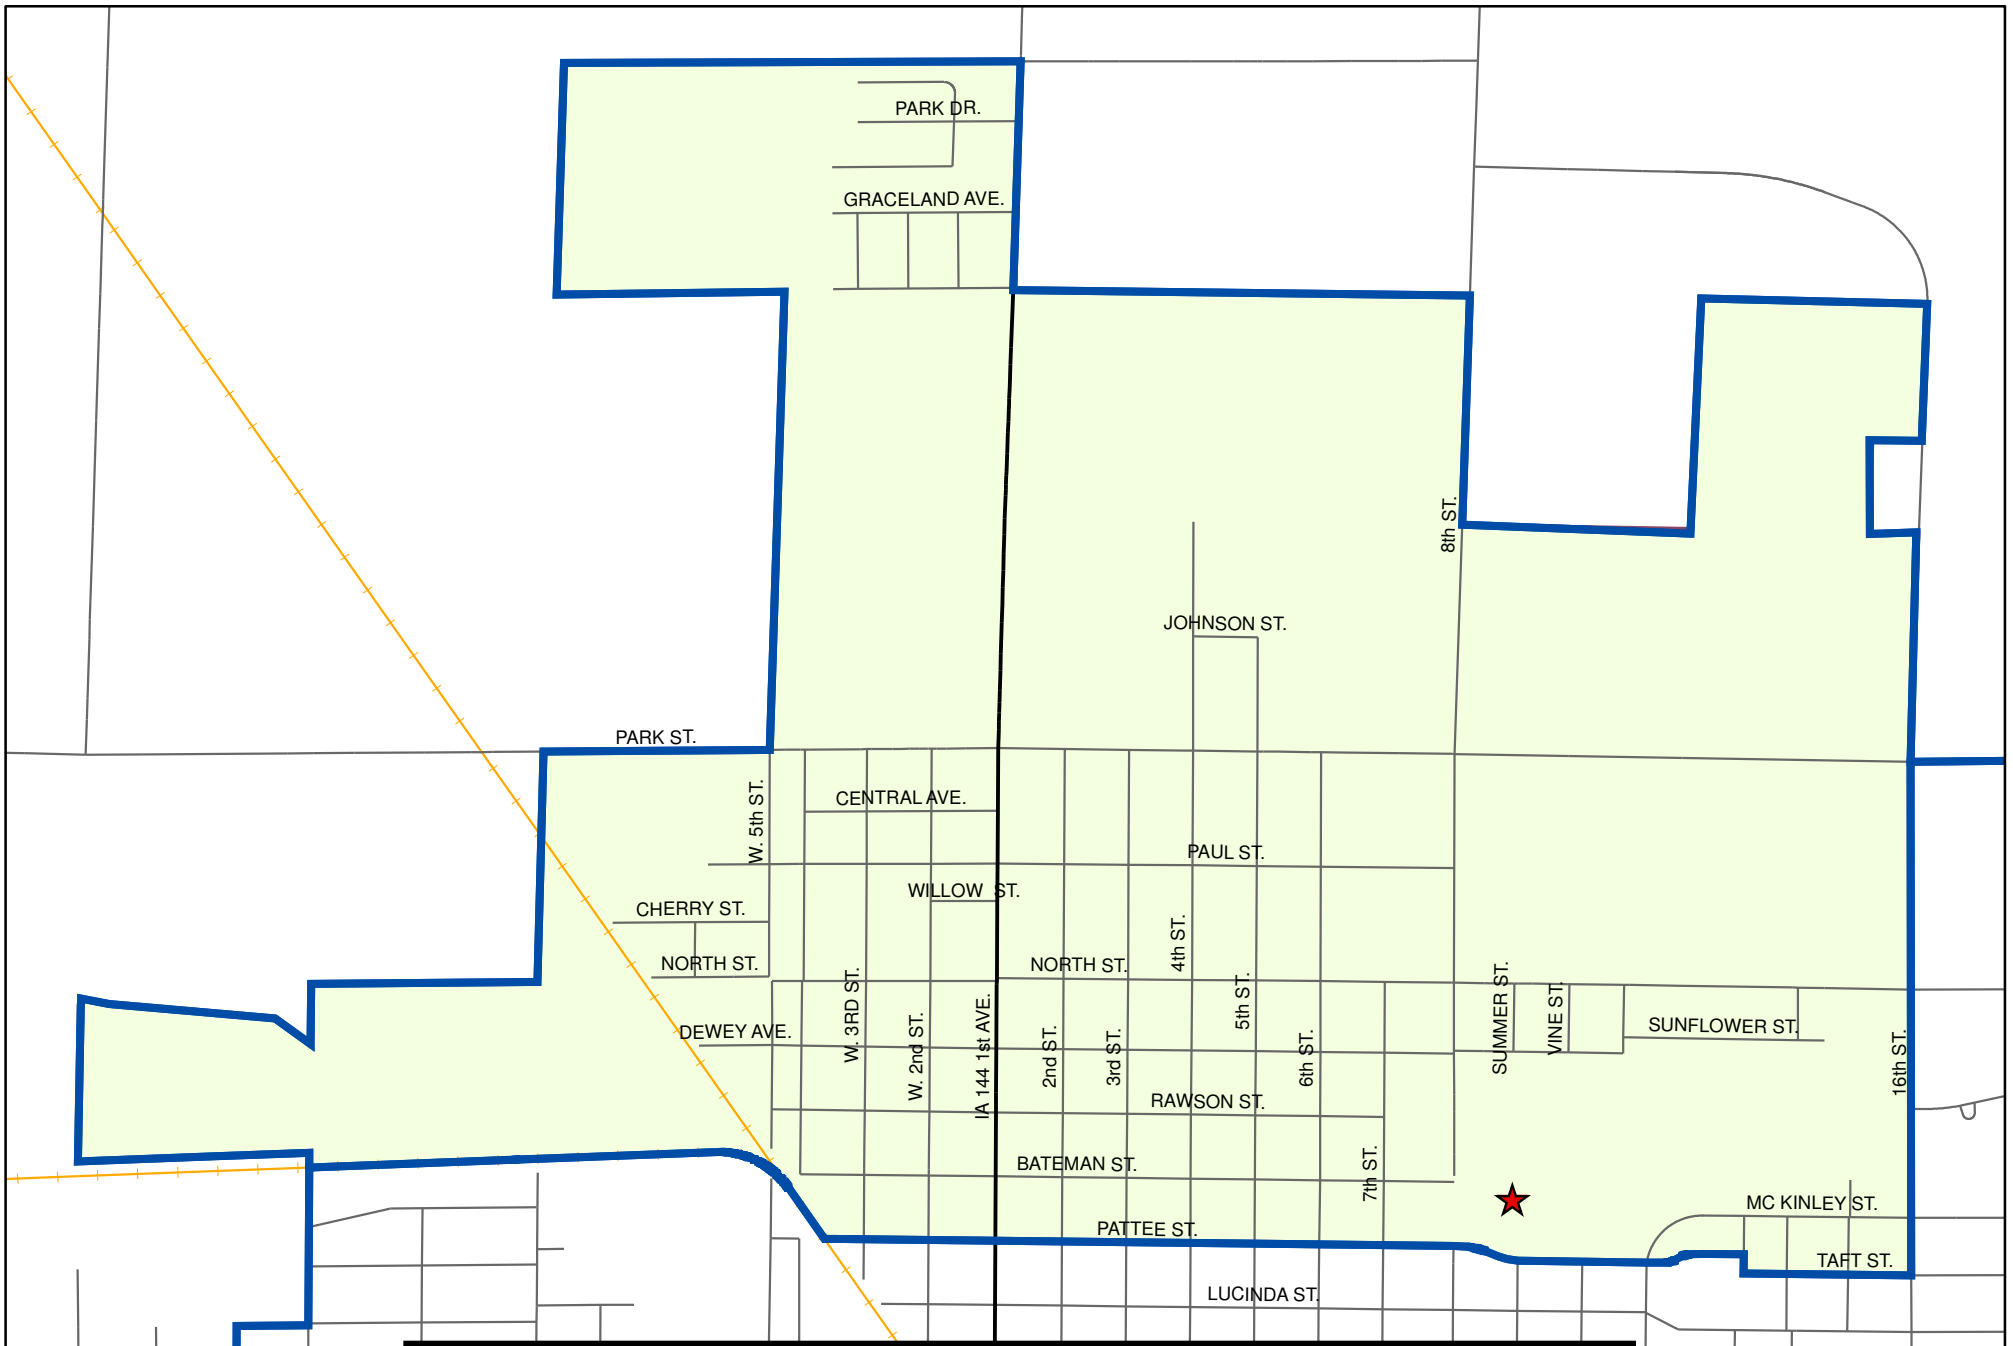 PARK DR.
GRACELAND AVE.
8th ST.
JOHNSON ST.
PARK ST.
W. 5th ST.
CENTRAL AVE.
PAUL ST.
WILLOW ST.
CHERRY ST.
4th ST.
NORTH ST.
NORTH ST.
W. 3RD ST.
5th ST.
SUMMER ST.
VINE ST.
SUNFLOWER ST.
DEWEY AVE.
W. 2nd ST.
IA 144 1st AVE.
2nd ST.
3rd ST.
6th ST.
16th ST.
RAWSON ST.
BATEMAN ST.
7th ST.
MC KINLEY ST.
PATTEE ST.
TAFT ST.
LUCINDA ST.